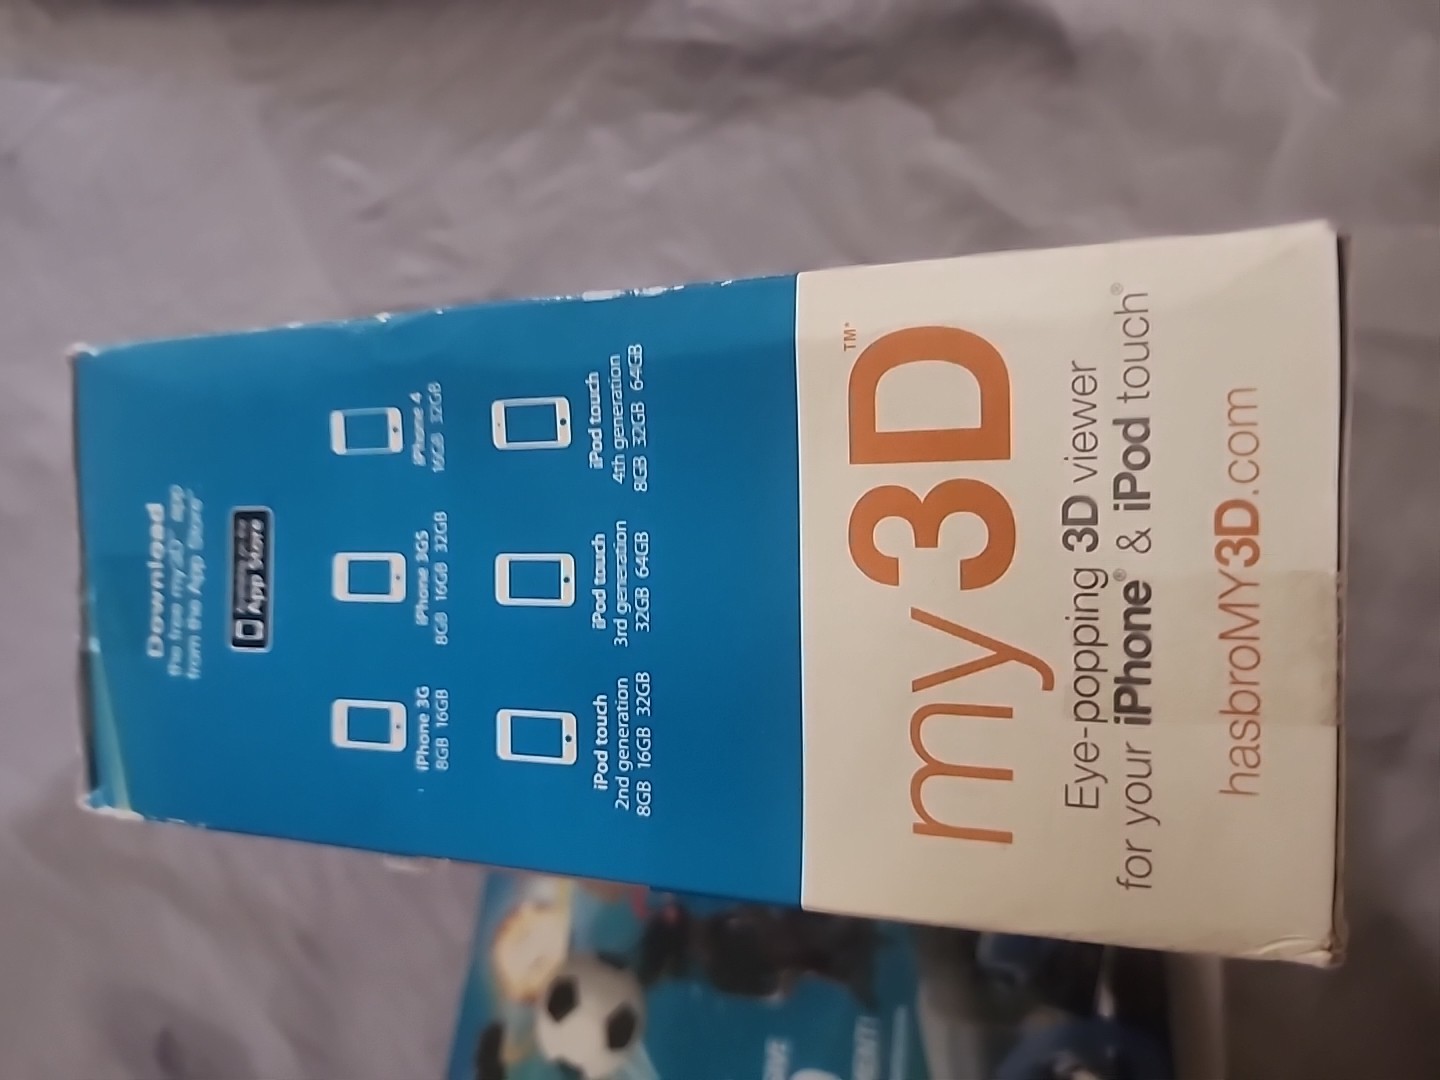 Download
the free my3D™ app
from the App Store
App Store
iPhone 3G
8GB 16GB
iPhone 3GS
8GB 16GB 32GB
iPhone 4
16GB 32GB
iPod touch
2nd generation
8GB 16GB 32GB
iPod touch
3rd generation
32GB 64GB
iPod touch
4th generation
8GB 32GB 64GB
my3D™*
Eye-popping 3D viewer
for your iPhone® & iPod touch®
hasbroMY3D.com